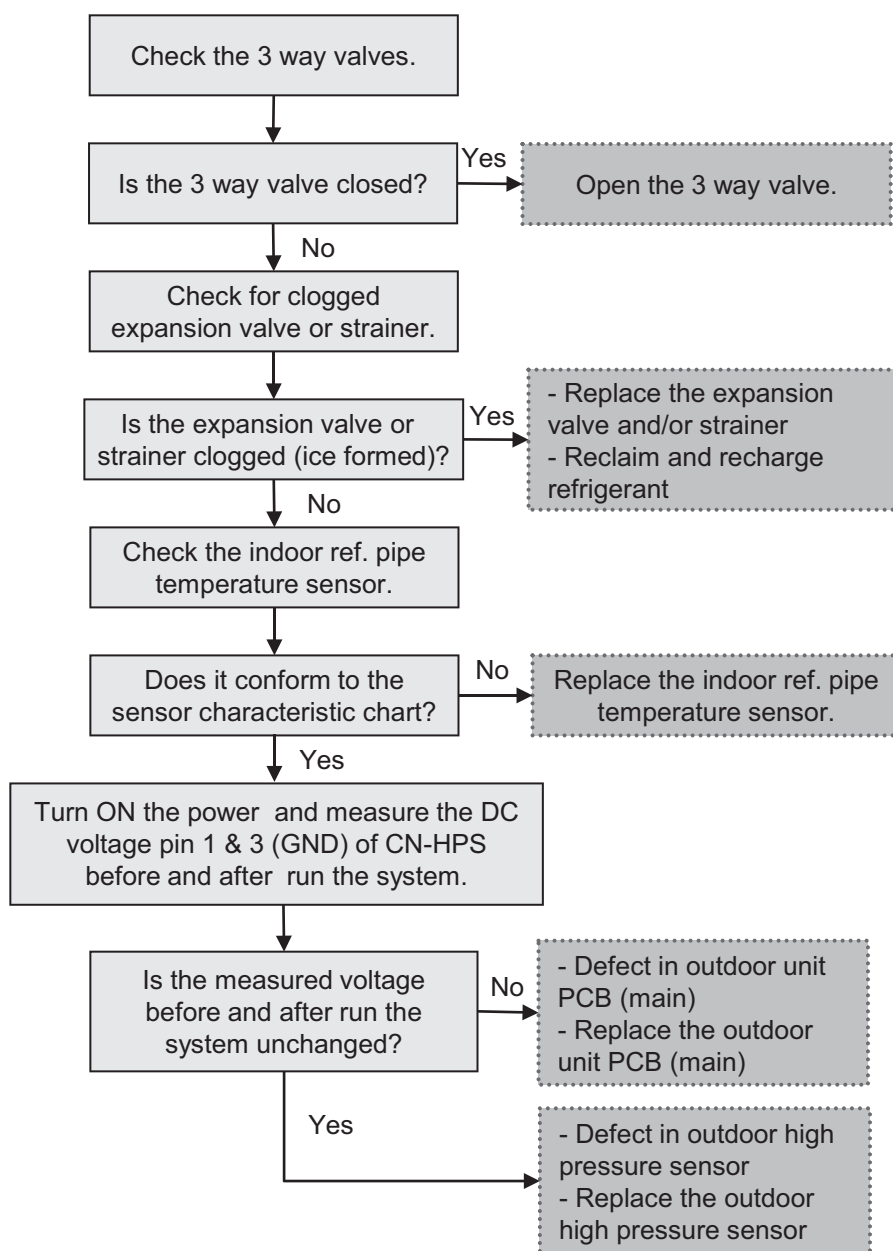 Check the 3 way valves.
Is the 3 way valve closed?
Yes
Open the 3 way valve.
No
Check for clogged
expansion valve or strainer.
Is the expansion valve or
strainer clogged (ice formed)?
Yes
- Replace the expansion
valve and/or strainer
- Reclaim and recharge
refrigerant
No
Check the indoor ref. pipe
temperature sensor.
Does it conform to the
sensor characteristic chart?
No
Replace the indoor ref. pipe
temperature sensor.
Yes
Turn ON the power and measure the DC
voltage pin 1 & 3 (GND) of CN-HPS
before and after run the system.
Is the measured voltage
before and after run the
system unchanged?
No
- Defect in outdoor unit
PCB (main)
- Replace the outdoor
unit PCB (main)
Yes
- Defect in outdoor high
pressure sensor
- Replace the outdoor
high pressure sensor